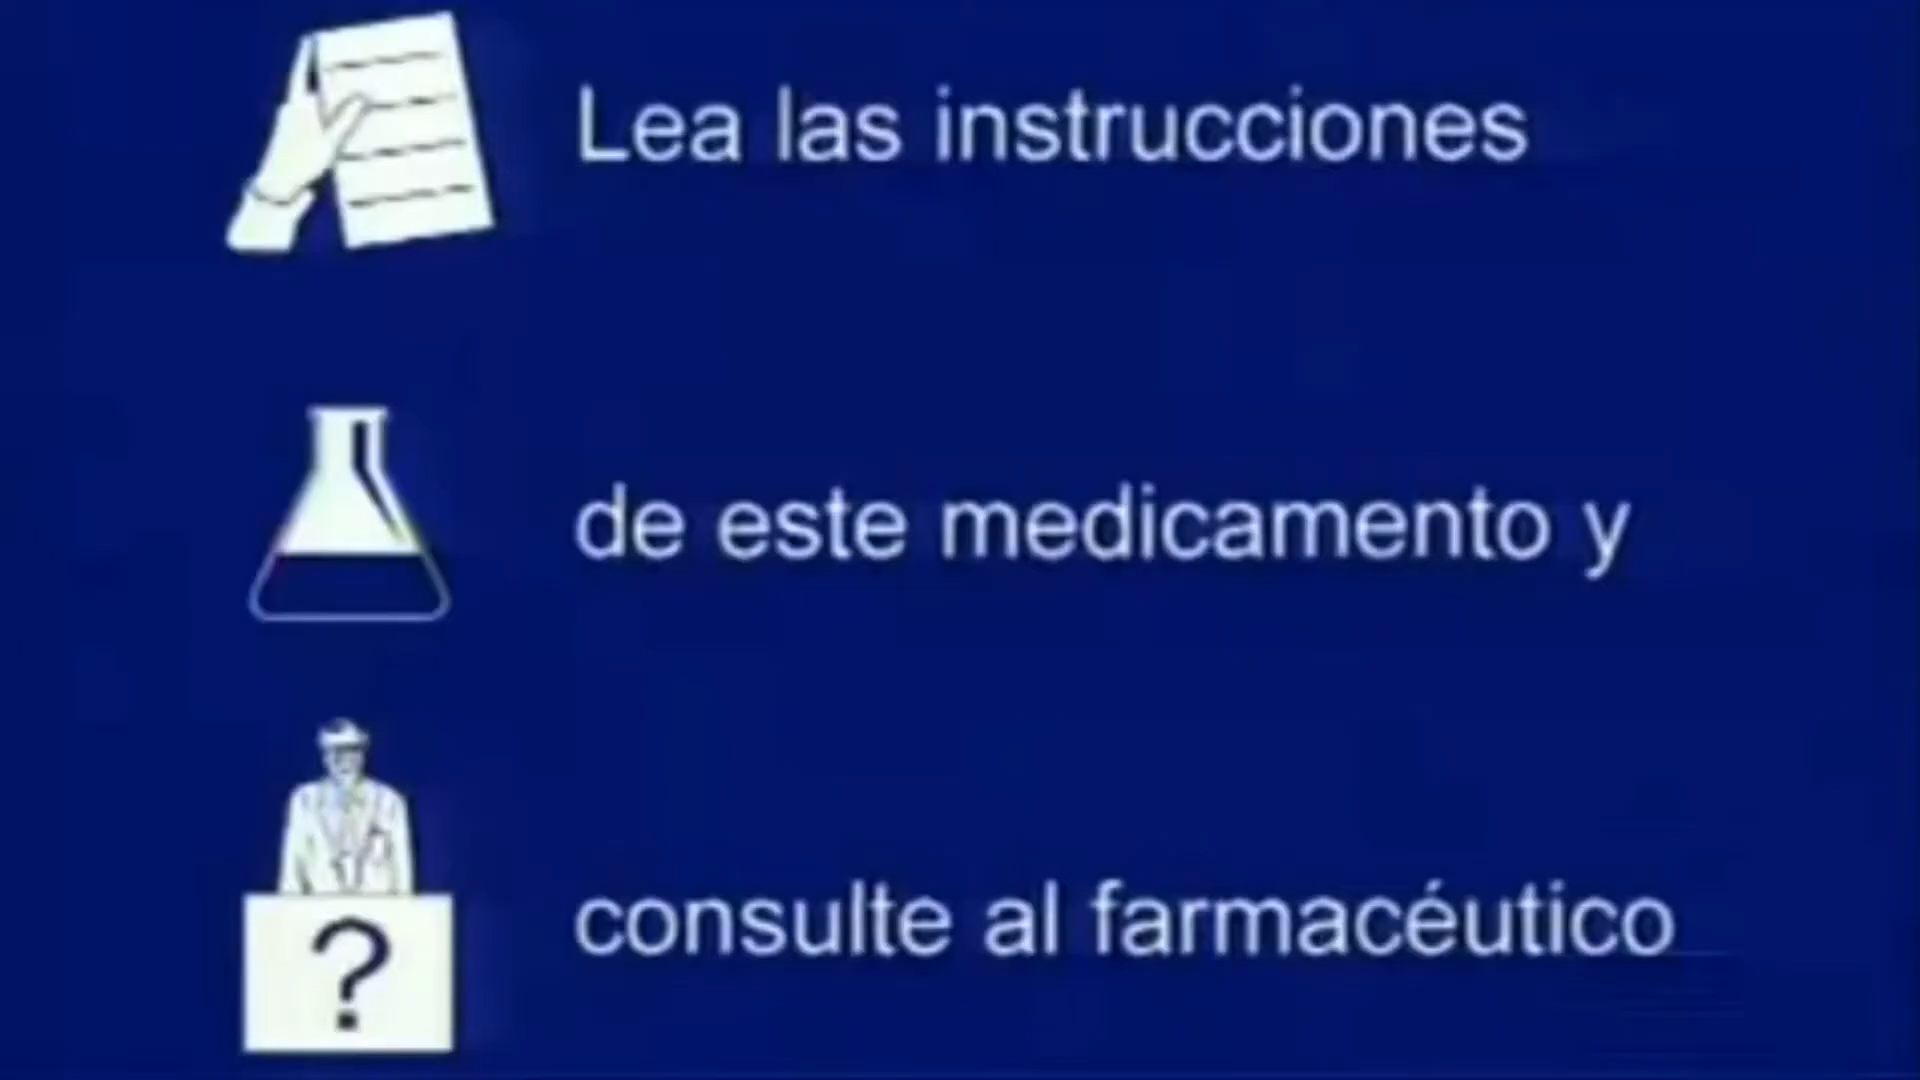 Lea las instrucciones
de este medicamento y
?
consulte al farmacéutico